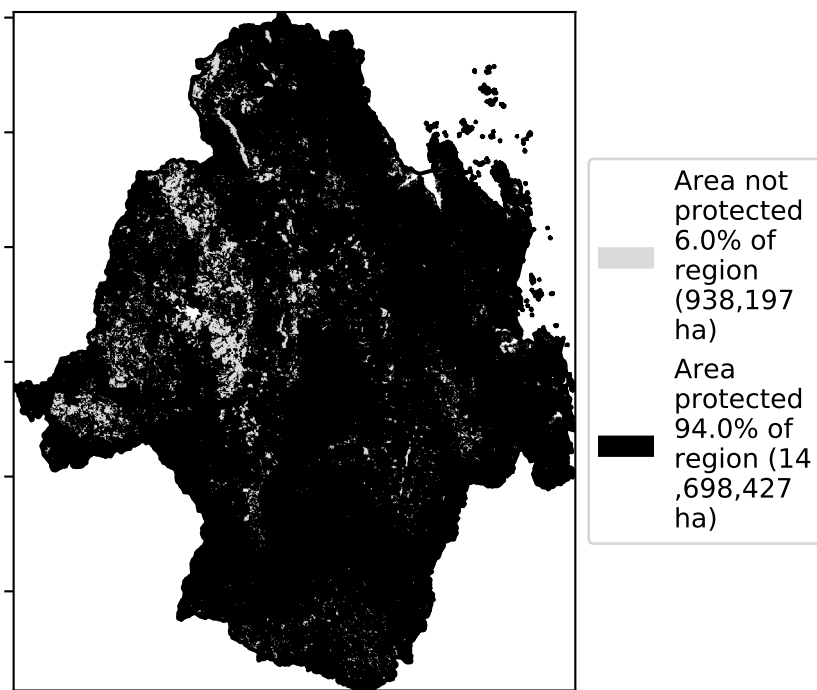 Area not
protected
6.0% of
region
(938,197
ha)
Area
protected
94.0% of
region (14
,698,427
ha)